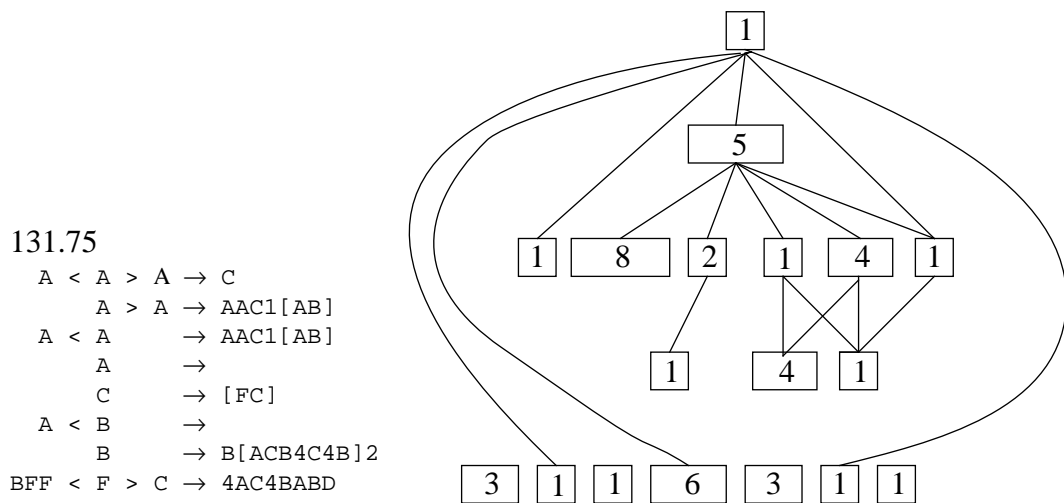 1
5
1 8 2 1 4 1
1 4 1
3 1 1 6 3 1 1
131.75
A < A > A → C
A > A → AAC1[AB]
A < A → AAC1[AB]
A →
C → [FC]
A < B →
B → B[ACB4C4B]2
BFF < F > C → 4AC4BABD